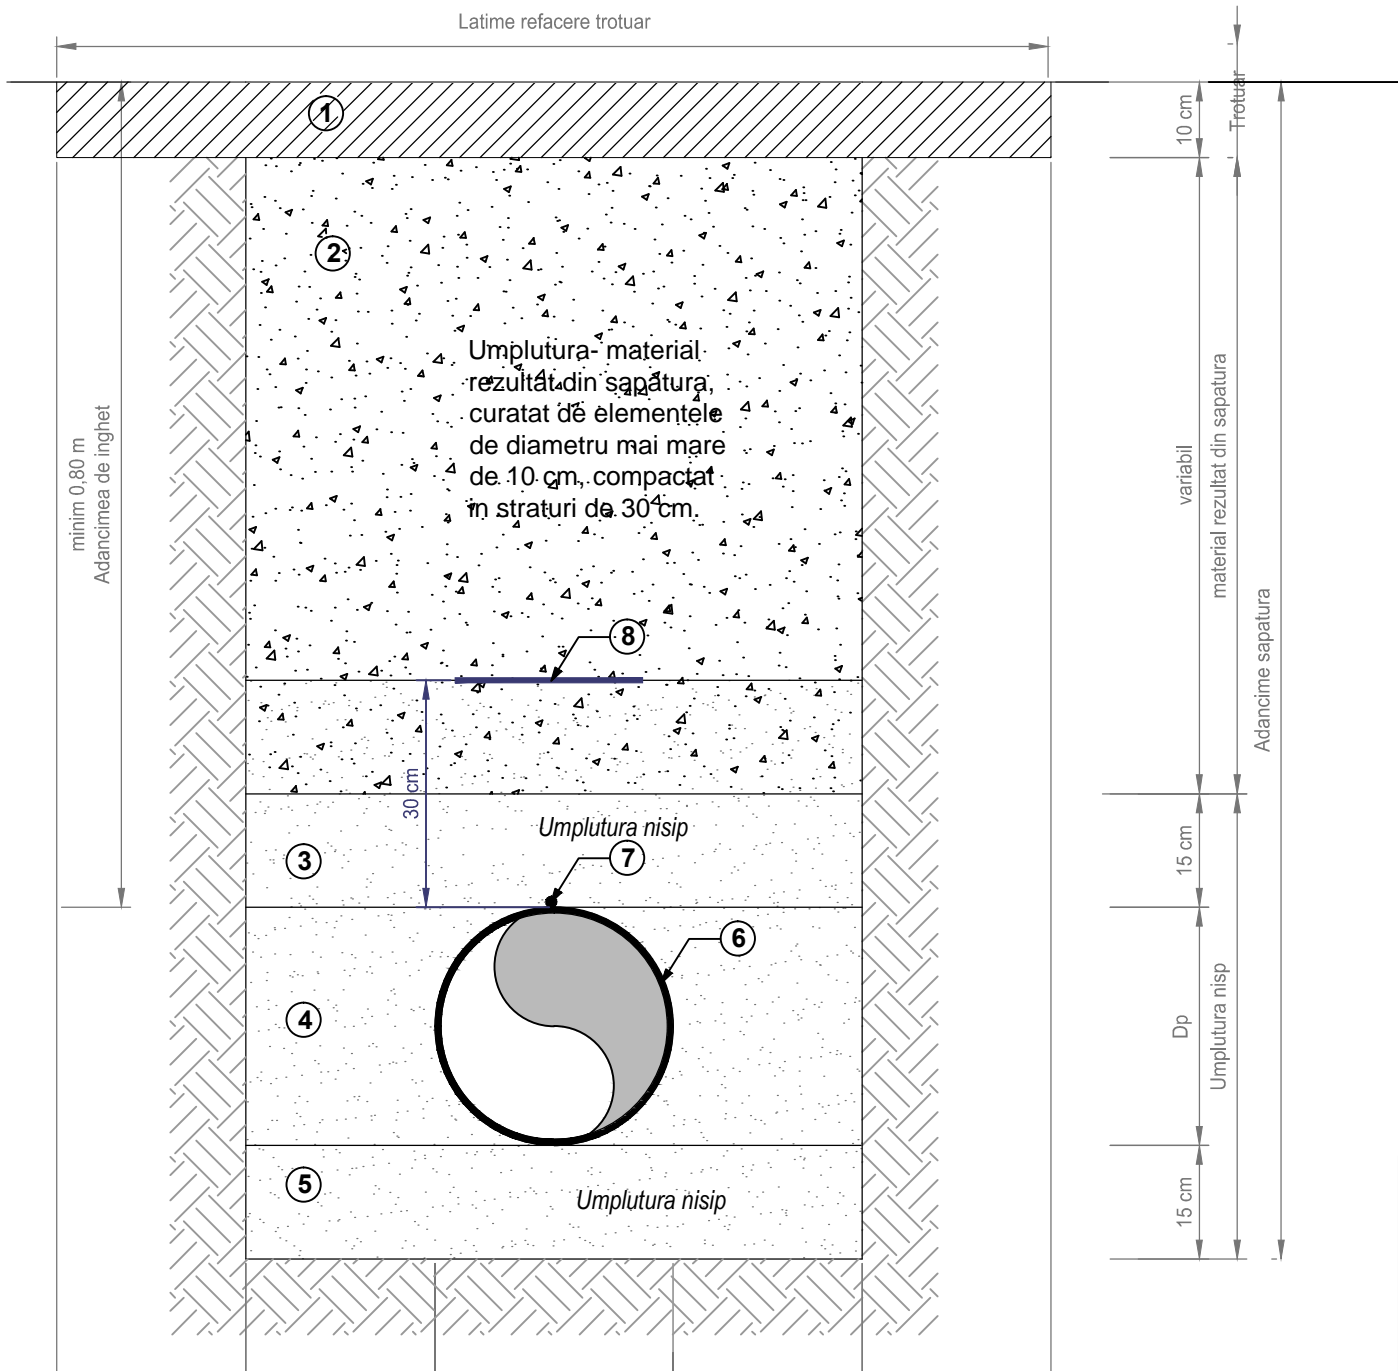 Latime refacere trotuar
1
10 cm
Trotuar
2
Umplutura- material
rezultat din sapatura,
curatat de elementele
de diametru mai mare
de 10 cm, compactat
in straturi de 30 cm.
minim 0,80 m
Adancimea de inghet
variabil
material rezultat din sapatura
Adancime sapatura
8
30 cm
Umplutura nisip
3
7
15 cm
6
4
Dp
Umplutura nisp
5
Umplutura nisip
15 cm